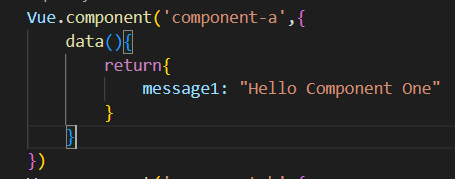 Vue.component('component-a',{
data(){
return{
message1: "Hello Component One"
}
}
})